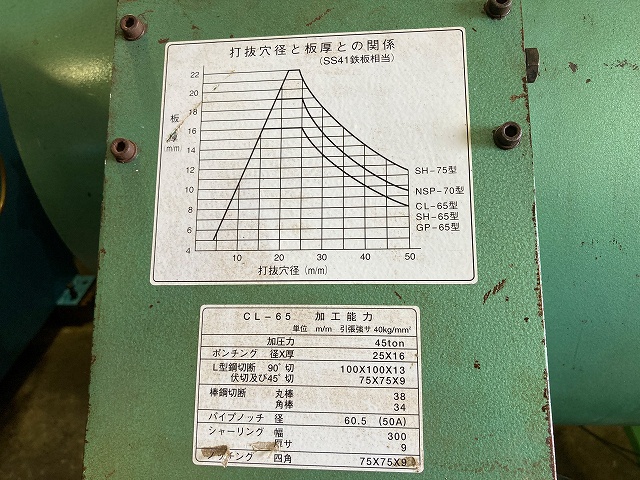 打抜穴径と板厚との関係
(SS41鉄板相当)
22
20
18
16
14
12
10
8
6
4
板
厚
(m/m)
10
20
30
40
50
打抜穴径 (m/m)
SH-75型
NSP-70型
CL-65型
SH-65型
GP-65型
CL-65 加工能力
単位 m/m 引張強サ 40kg/mm²
加圧力 45ton
ポンチング 径X厚 25X16
L型鋼切断 90°切 100X100X13
伏切及び45°切 75X75X9
棒鋼切断 丸棒 38
角棒 34
パイプノッチ 径 60.5 (50A)
シャーリング 幅 300
厚サ 9
ノッチング 四角 75X75X9